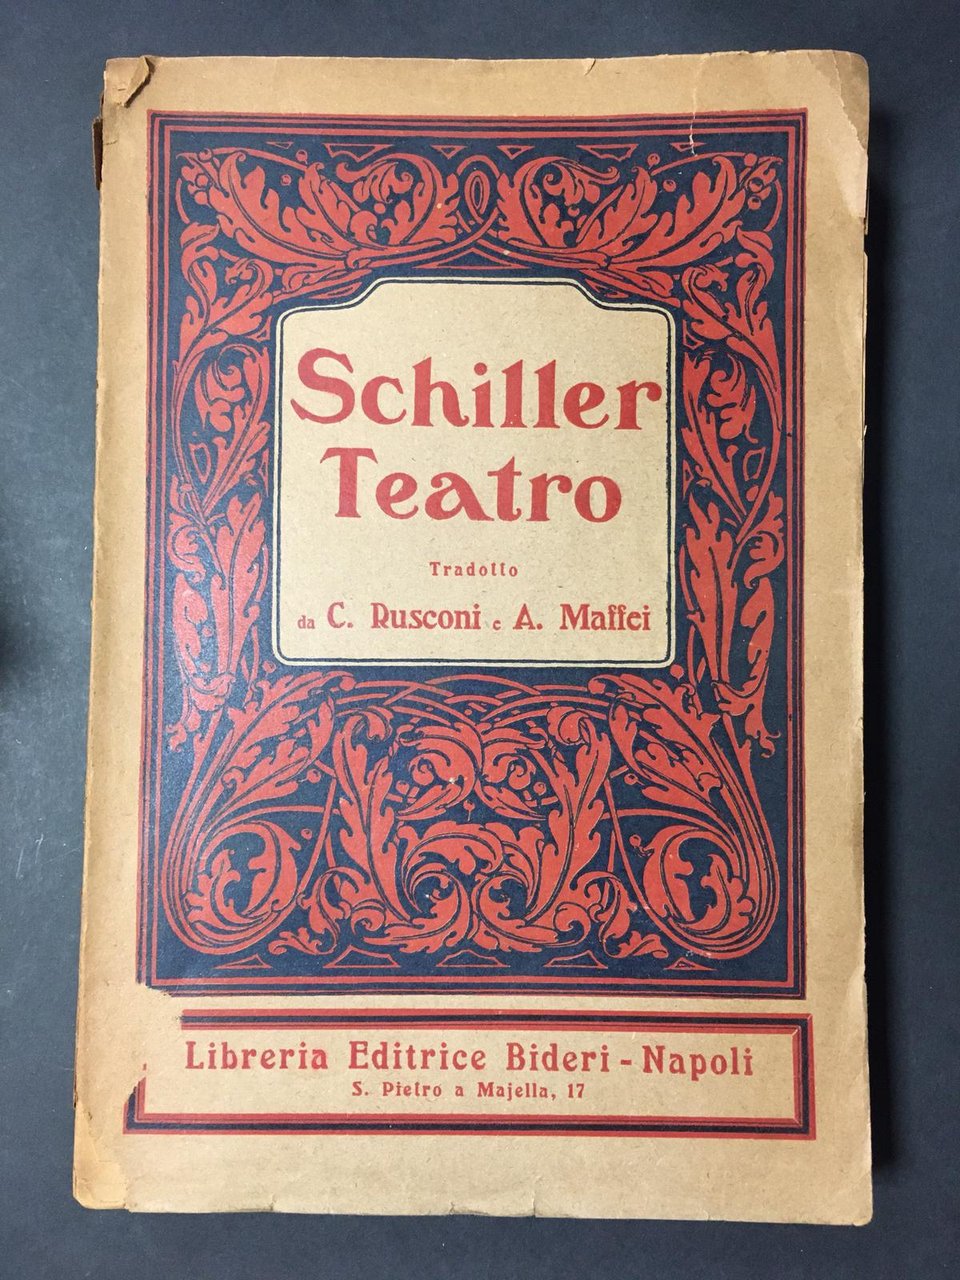 Schiller
Teatro
Tradotto
da C. Rusconi e A. Maffei
Libreria Editrice Bideri - Napoli
S. Pietro a Majella, 17